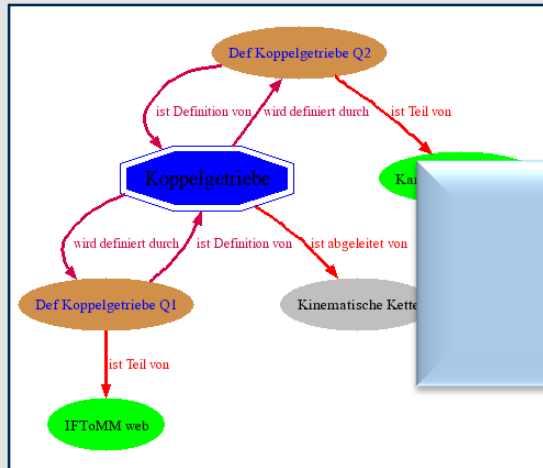 Def Koppelgetriebe Q2
ist Definition von
wird definiert durch
ist Teil von
Koppelgetriebe
wird definiert durch
ist Definition von
ist abgeleitet von
Def Koppelgetriebe Q1
Kinematische Kette
ist Teil von
IFToMM web